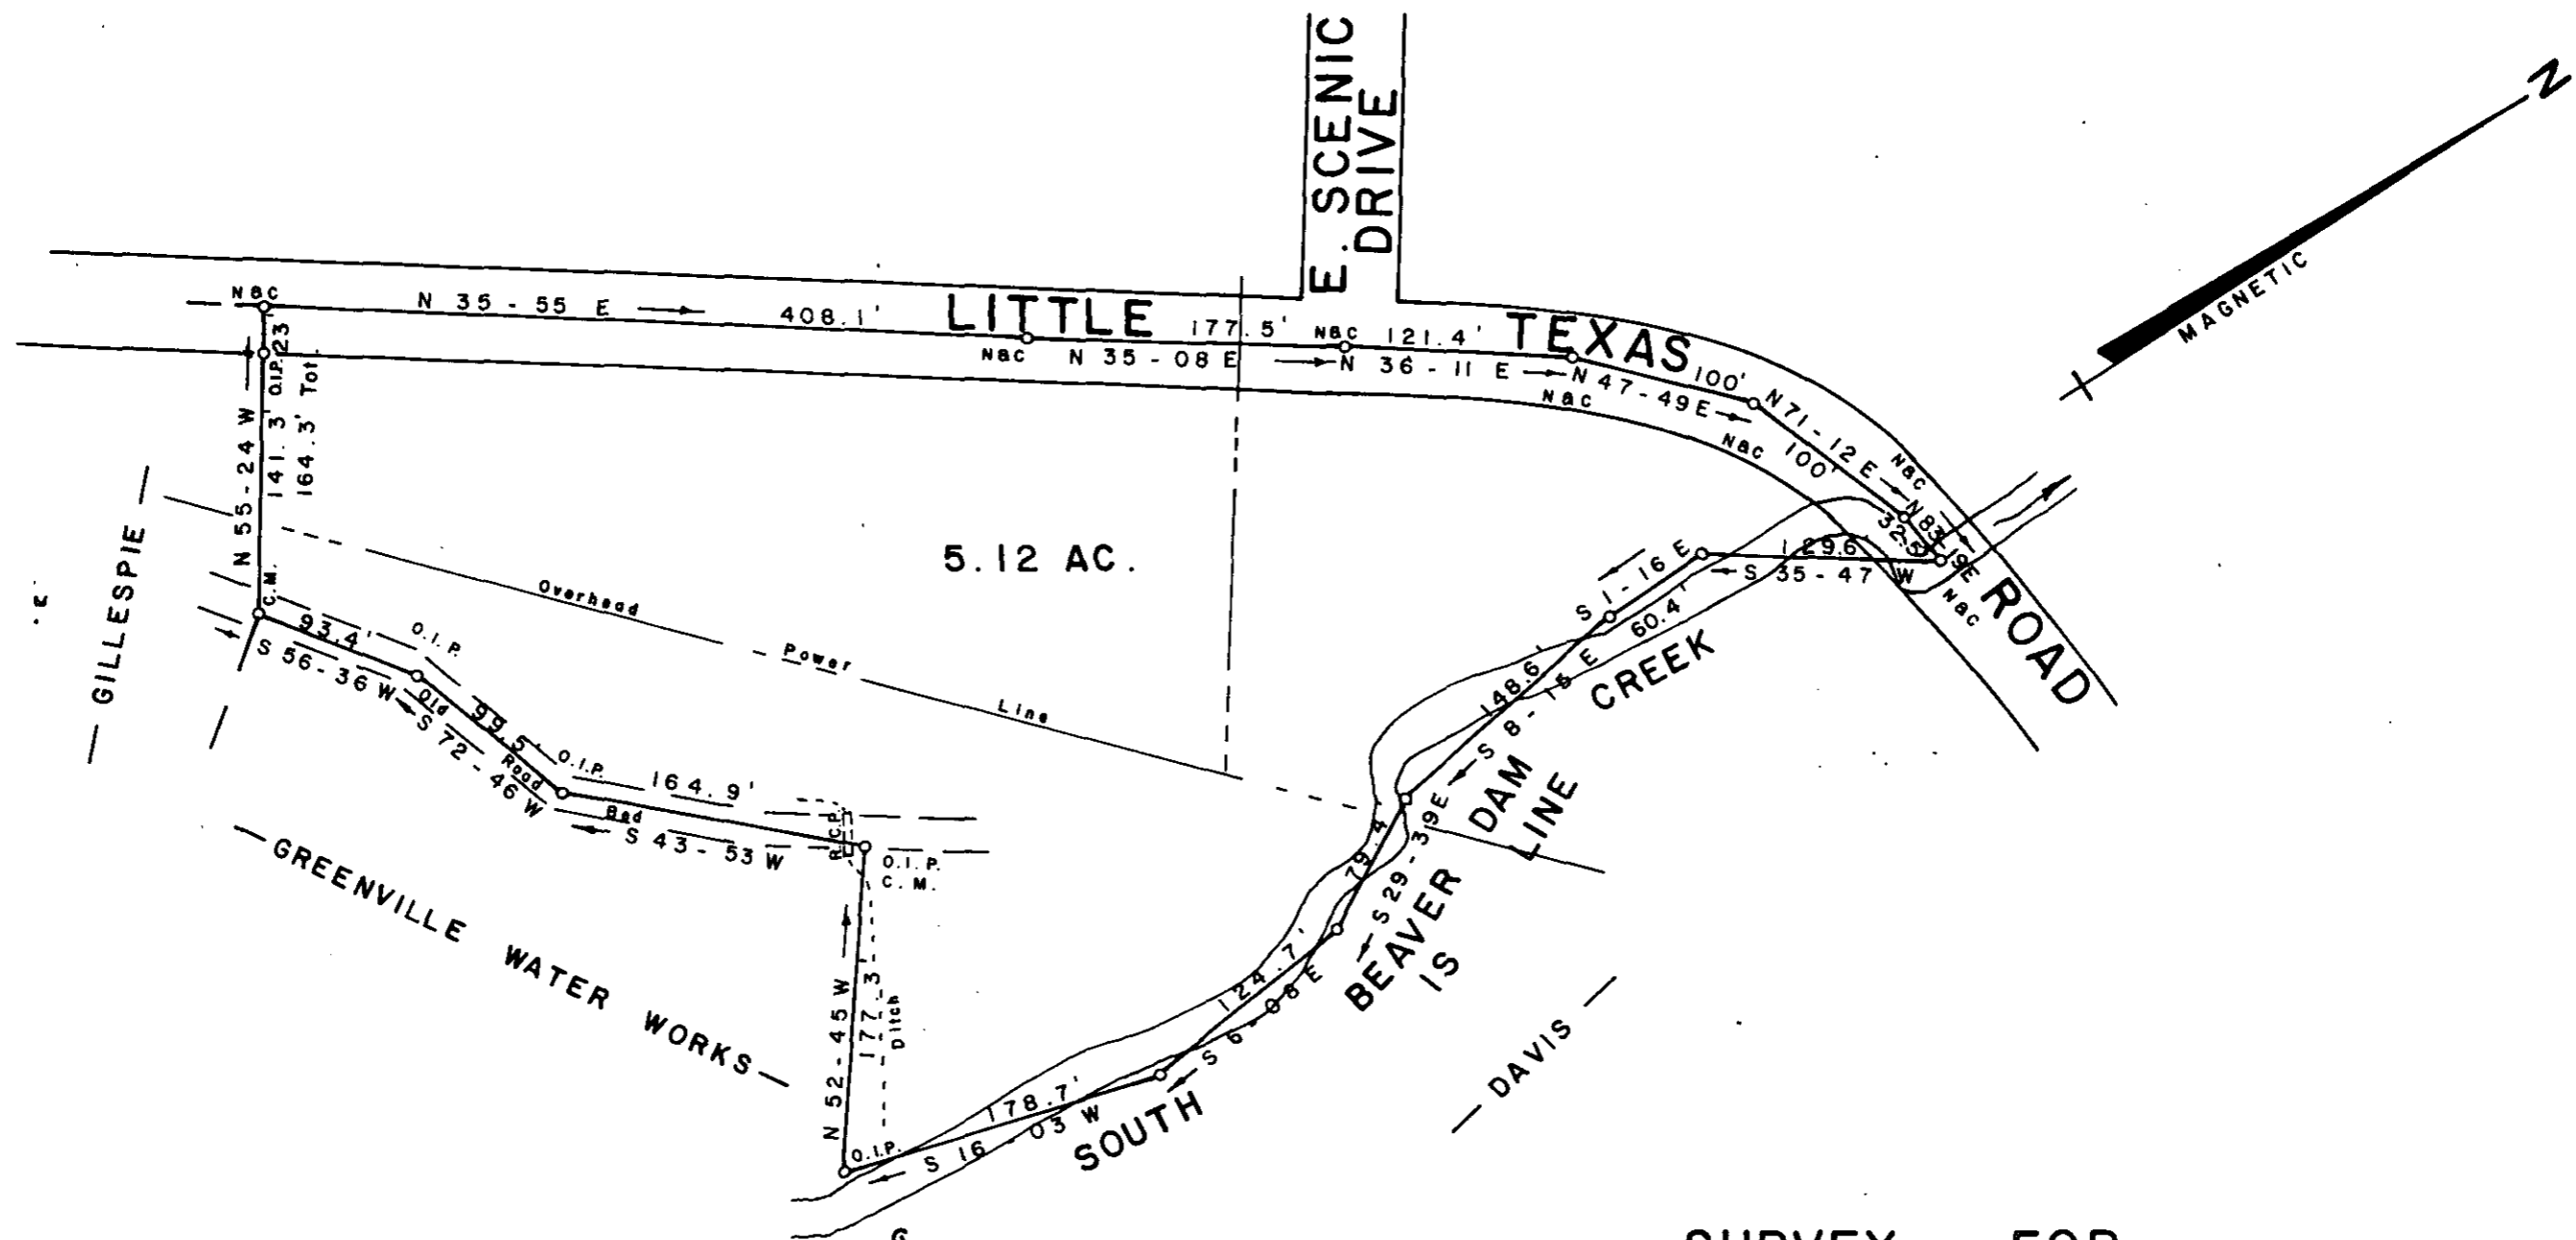 E. SCENIC
DRIVE
N
MAGNETIC
N&C
N 35-55 E
408.1'
LITTLE
177.5'
N&C
121.4'
TEXAS
100'
N 71-12 E
N&C
N&C
N 35-08 E
N 36-11 E
N 47-49 E
N&C
N&C
100'
N 83-19 E
32.5
N&C
ROAD
23
O.I.P.
141.3'
164.3' Tot.
N 55-24 W
C.M.
GILLESPIE
5.12 AC.
Overhead
Power
Line
129.6'
S 35-47 W
S 1-16 E
60.4'
148.6'
S 8-15 E
CREEK
93.4'
O.I.P.
S 56-36 W
Old
99.5'
O.I.P.
Road
S 72-46 W
164.9'
Bed
S 43-53 W
R.C.P.
O.I.P.
C.M.
79.4
S 29-39 E
DAM
LINE
BEAVER
IS
124.7'
S 6-08 E
GREENVILLE WATER WORKS
N 52-45 W
177.3'
Ditch
O.I.P.
178.7'
S 16-03 W
SOUTH
DAVIS
SURVEY FOR